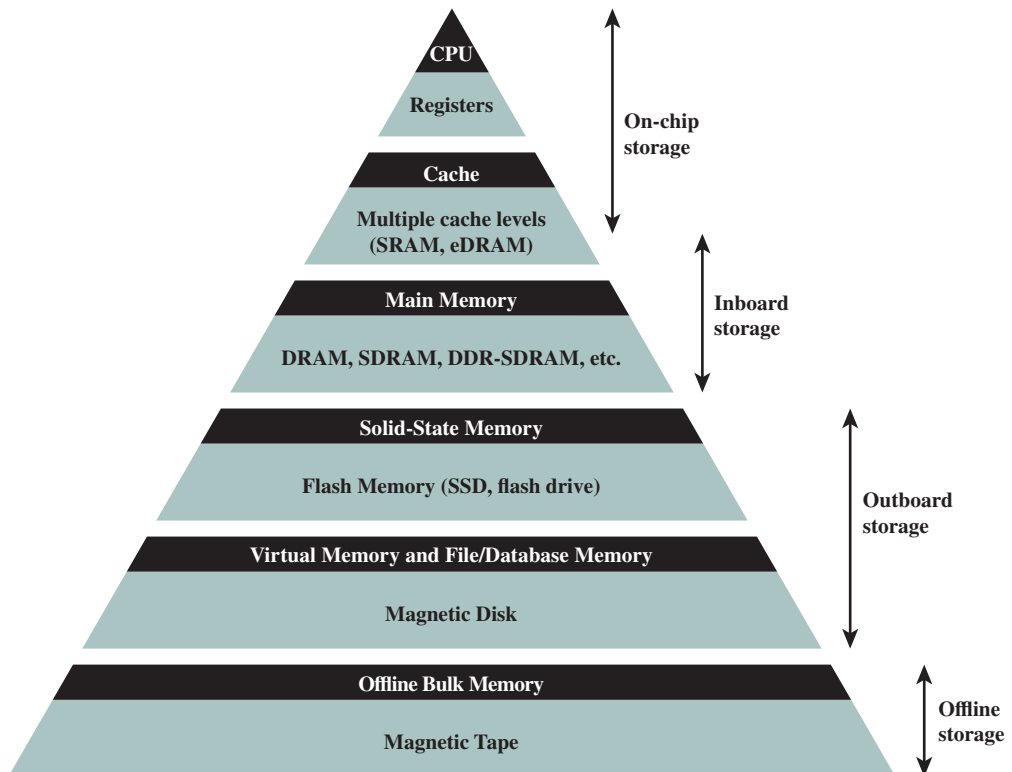 CPU
Registers
On-chip
storage
Cache
Multiple cache levels
(SRAM, eDRAM)
Inboard
storage
Main Memory
DRAM, SDRAM, DDR-SDRAM, etc.
Solid-State Memory
Flash Memory (SSD, flash drive)
Outboard
storage
Virtual Memory and File/Database Memory
Magnetic Disk
Offline Bulk Memory
Magnetic Tape
Offline
storage